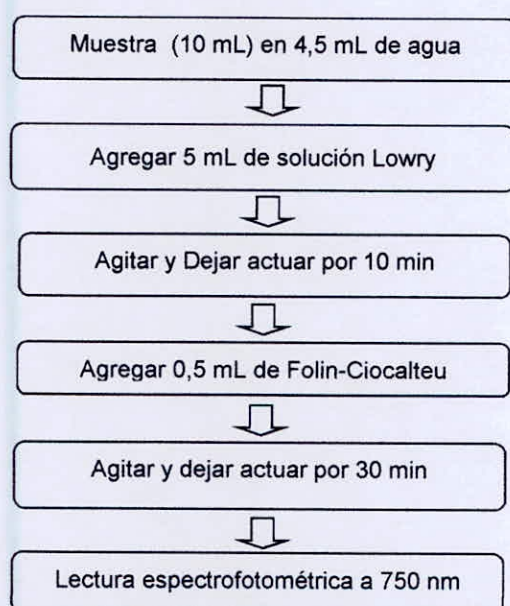 Muestra (10 mL) en 4,5 mL de agua
Agregar 5 mL de solución Lowry
Agitar y Dejar actuar por 10 min
Agregar 0,5 mL de Folin-Ciocalteu
Agitar y dejar actuar por 30 min
Lectura espectrofotométrica a 750 nm